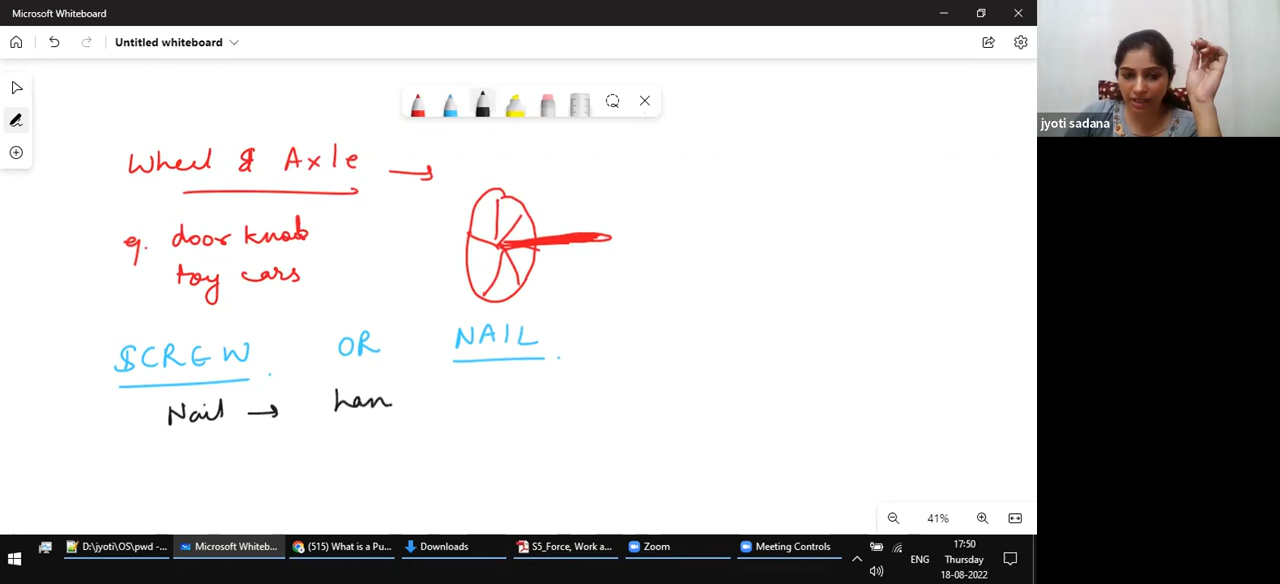 Microsoft Whiteboard
Untitled whiteboard
jyoti sadana
Wheel & Axle →
eg. door knob
toy cars
SCREW. OR NAIL.
Nail → ham
41%
D:\jyoti\OS\pwd -...
Microsoft Whiteb...
(515) What is a Pu...
Downloads
S5_Force, Work a...
Zoom
Meeting Controls
ENG
17:50
Thursday
18-08-2022